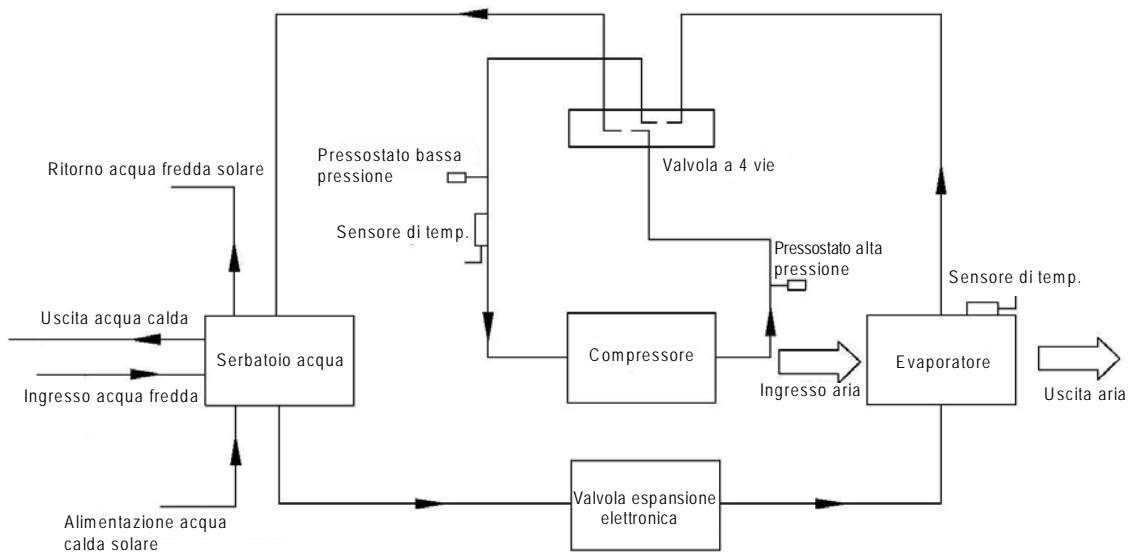 Valvola a 4 vie
Pressostato bassa
pressione
Ritorno acqua fredda solare
Sensore di temp.
Pressostato alta
pressione
Sensore di temp.
Uscita acqua calda
Serbatoio acqua
Compressore
Evaporatore
Ingresso acqua fredda
Ingresso aria
Uscita aria
Valvola espansione
elettronica
Alimentazione acqua
calda solare